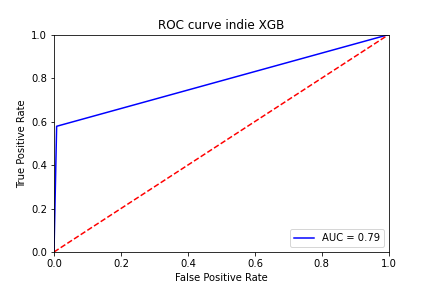 ROC curve indie XGB
True Positive Rate
1.0
0.8
0.6
0.4
0.2
0.0
AUC = 0.79
0.0 0.2 0.4 0.6 0.8 1.0
False Positive Rate